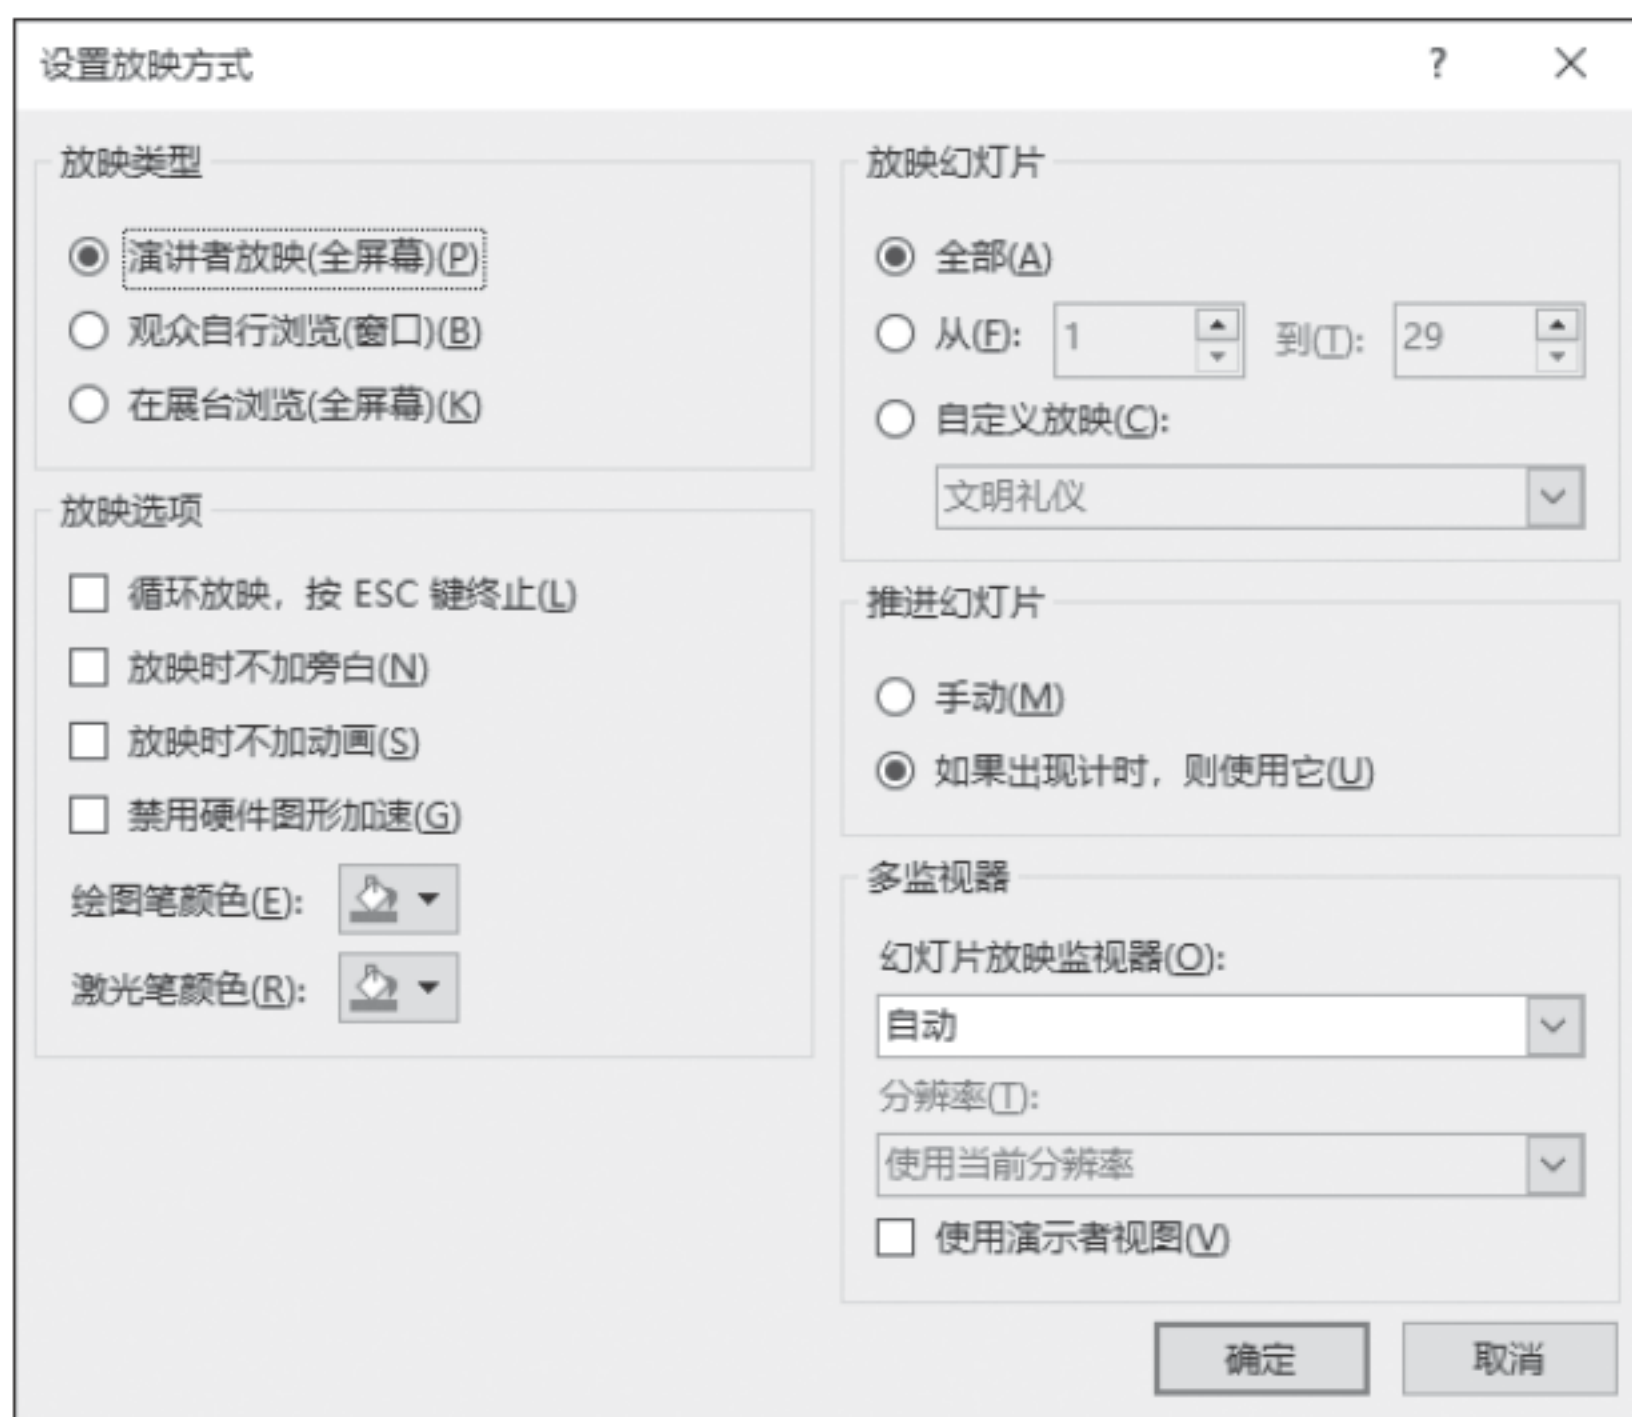 设置放映方式
?
放映类型
演讲者放映(全屏幕)(P)
观众自行浏览(窗口)(B)
在展台浏览(全屏幕)(K)
放映选项
循环放映，按 ESC 键终止(L)
放映时不加旁白(N)
放映时不加动画(S)
禁用硬件图形加速(G)
绘图笔颜色(E):
激光笔颜色(R):
放映幻灯片
全部(A)
从(F): 1 到(T): 29
自定义放映(C):
文明礼仪
推进幻灯片
手动(M)
如果出现计时，则使用它(U)
多监视器
幻灯片放映监视器(O):
自动
分辨率(T):
使用当前分辨率
使用演示者视图(V)
确定 取消